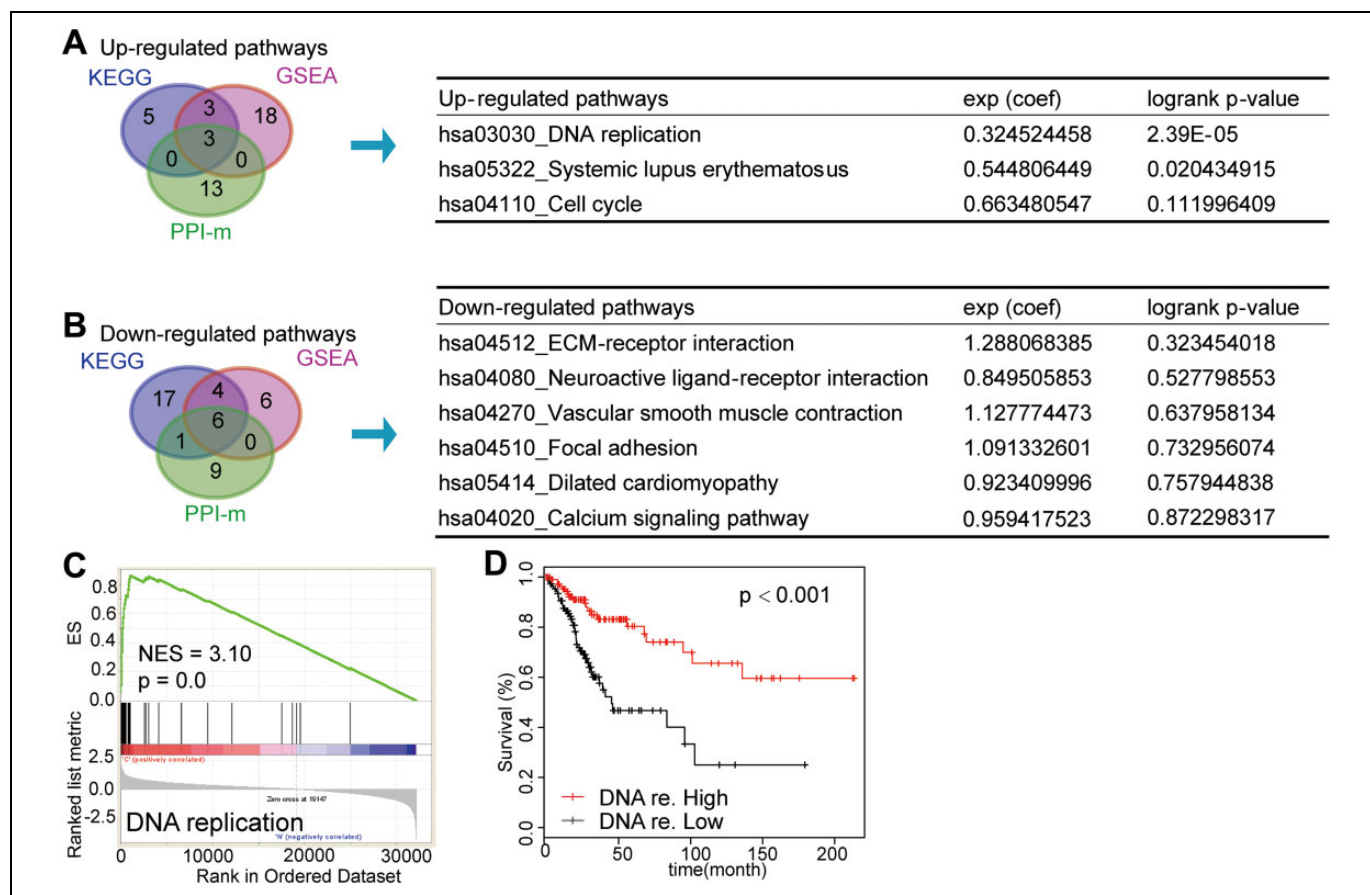 A Up-regulated pathways
KEGG
GSEA
5
3
18
3
0
0
13
PPI-m
Up-regulated pathways exp (coef) logrank p-value
hsa03030_DNA replication 0.324524458 2.39E-05
hsa05322_Systemic lupus erythematosus 0.544806449 0.020434915
hsa04110_Cell cycle 0.663480547 0.111996409
B Down-regulated pathways
KEGG
GSEA
17
4
6
6
1
0
9
PPI-m
Down-regulated pathways exp (coef) logrank p-value
hsa04512_ECM-receptor interaction 1.288068385 0.323454018
hsa04080_Neuroactive ligand-receptor interaction 0.849505853 0.527798553
hsa04270_Vascular smooth muscle contraction 1.127774473 0.637958134
hsa04510_Focal adhesion 1.091332601 0.732956074
hsa05414_Dilated cardiomyopathy 0.923409996 0.757944838
hsa04020_Calcium signaling pathway 0.959417523 0.872298317
C
ES
0.8
0.6
0.4
0.2
0.0
NES = 3.10
p = 0.0
Ranked list metric
2.5
0.0
-2.5
'C' (positively correlated)
Zero cross at 19147
'N' (negatively correlated)
DNA replication
0 10000 20000 30000
Rank in Ordered Dataset
D
Survival (%)
1.0
0.8
0.6
0.4
0.2
0.0
p < 0.001
DNA re. High
DNA re. Low
0 50 100 150 200
time(month)